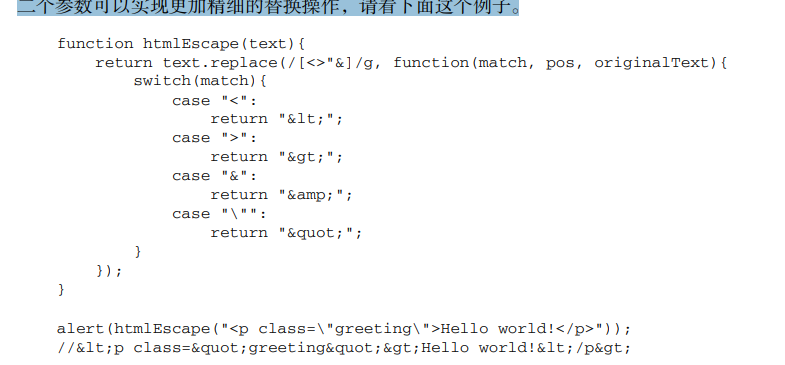 二个参数可以实现更加精细的替换操作，请看下面这个例子。
function htmlEscape(text){
return text.replace(/[<>"&]/g, function(match, pos, originalText){
switch(match){
case "<":
return "&lt;";
case ">":
return "&gt;";
case "&":
return "&amp;";
case "\"":
return "&quot;";
}
});
}
alert(htmlEscape("<p class=\"greeting\">Hello world!</p>"));
//&lt;p class=&quot;greeting&quot;&gt;Hello world!&lt;/p&gt;